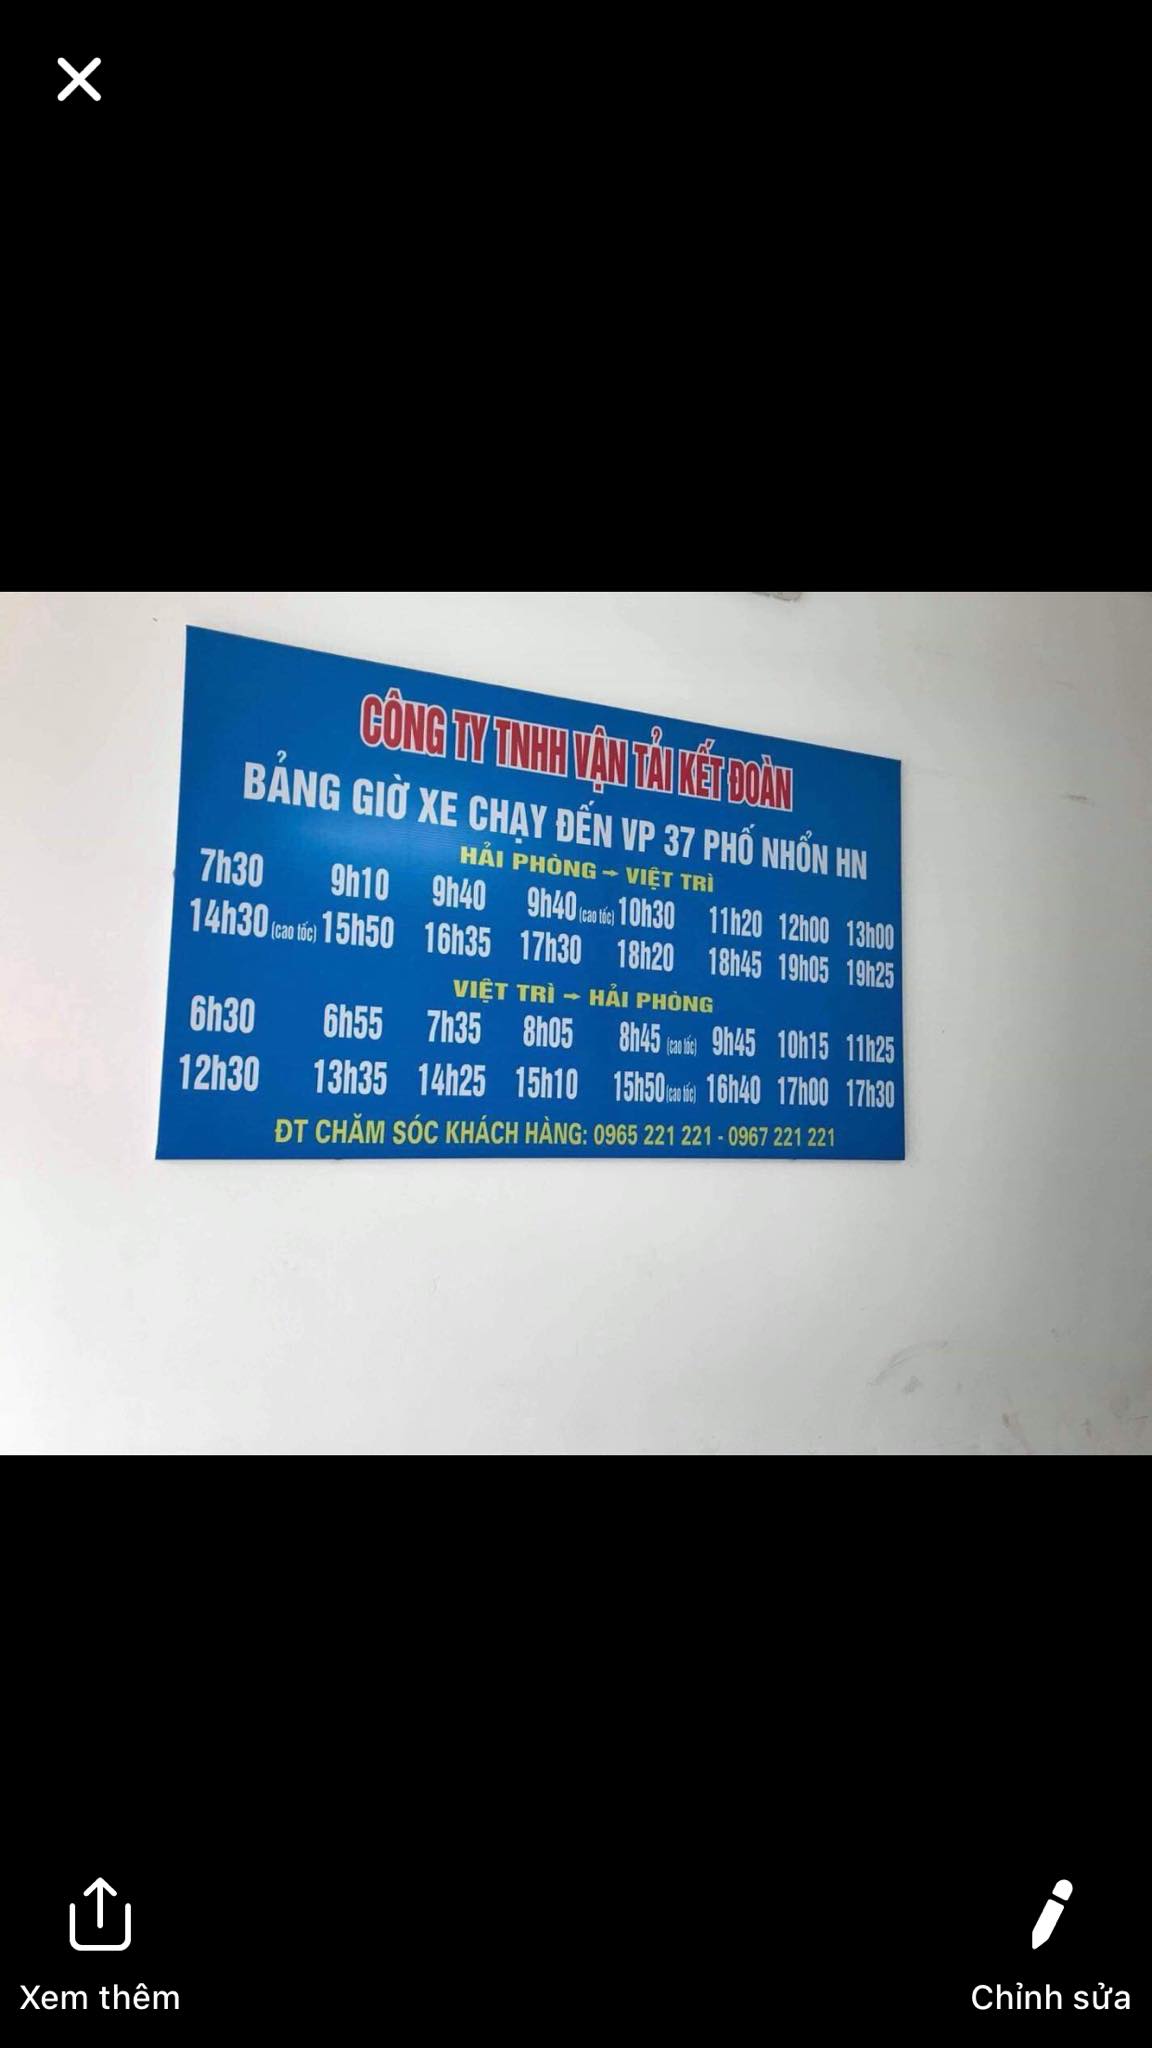 CÔNG TY TNHH VẬN TẢI KẾT ĐOÀN
BẢNG GIỜ XE CHẠY ĐẾN VP 37 PHỐ NHỔN HN
HẢI PHÒNG → VIỆT TRÌ
7h30 9h10 9h40 9h40 (cao tốc) 10h30 11h20 12h00 13h00
14h30 (cao tốc) 15h50 16h35 17h30 18h20 18h45 19h05 19h25
VIỆT TRÌ → HẢI PHÒNG
6h30 6h55 7h35 8h05 8h45 (cao tốc) 9h45 10h15 11h25
12h30 13h35 14h25 15h10 15h50 (cao tốc) 16h40 17h00 17h30
ĐT CHĂM SÓC KHÁCH HÀNG: 0965 221 221 - 0967 221 221
Xem thêm Chỉnh sửa